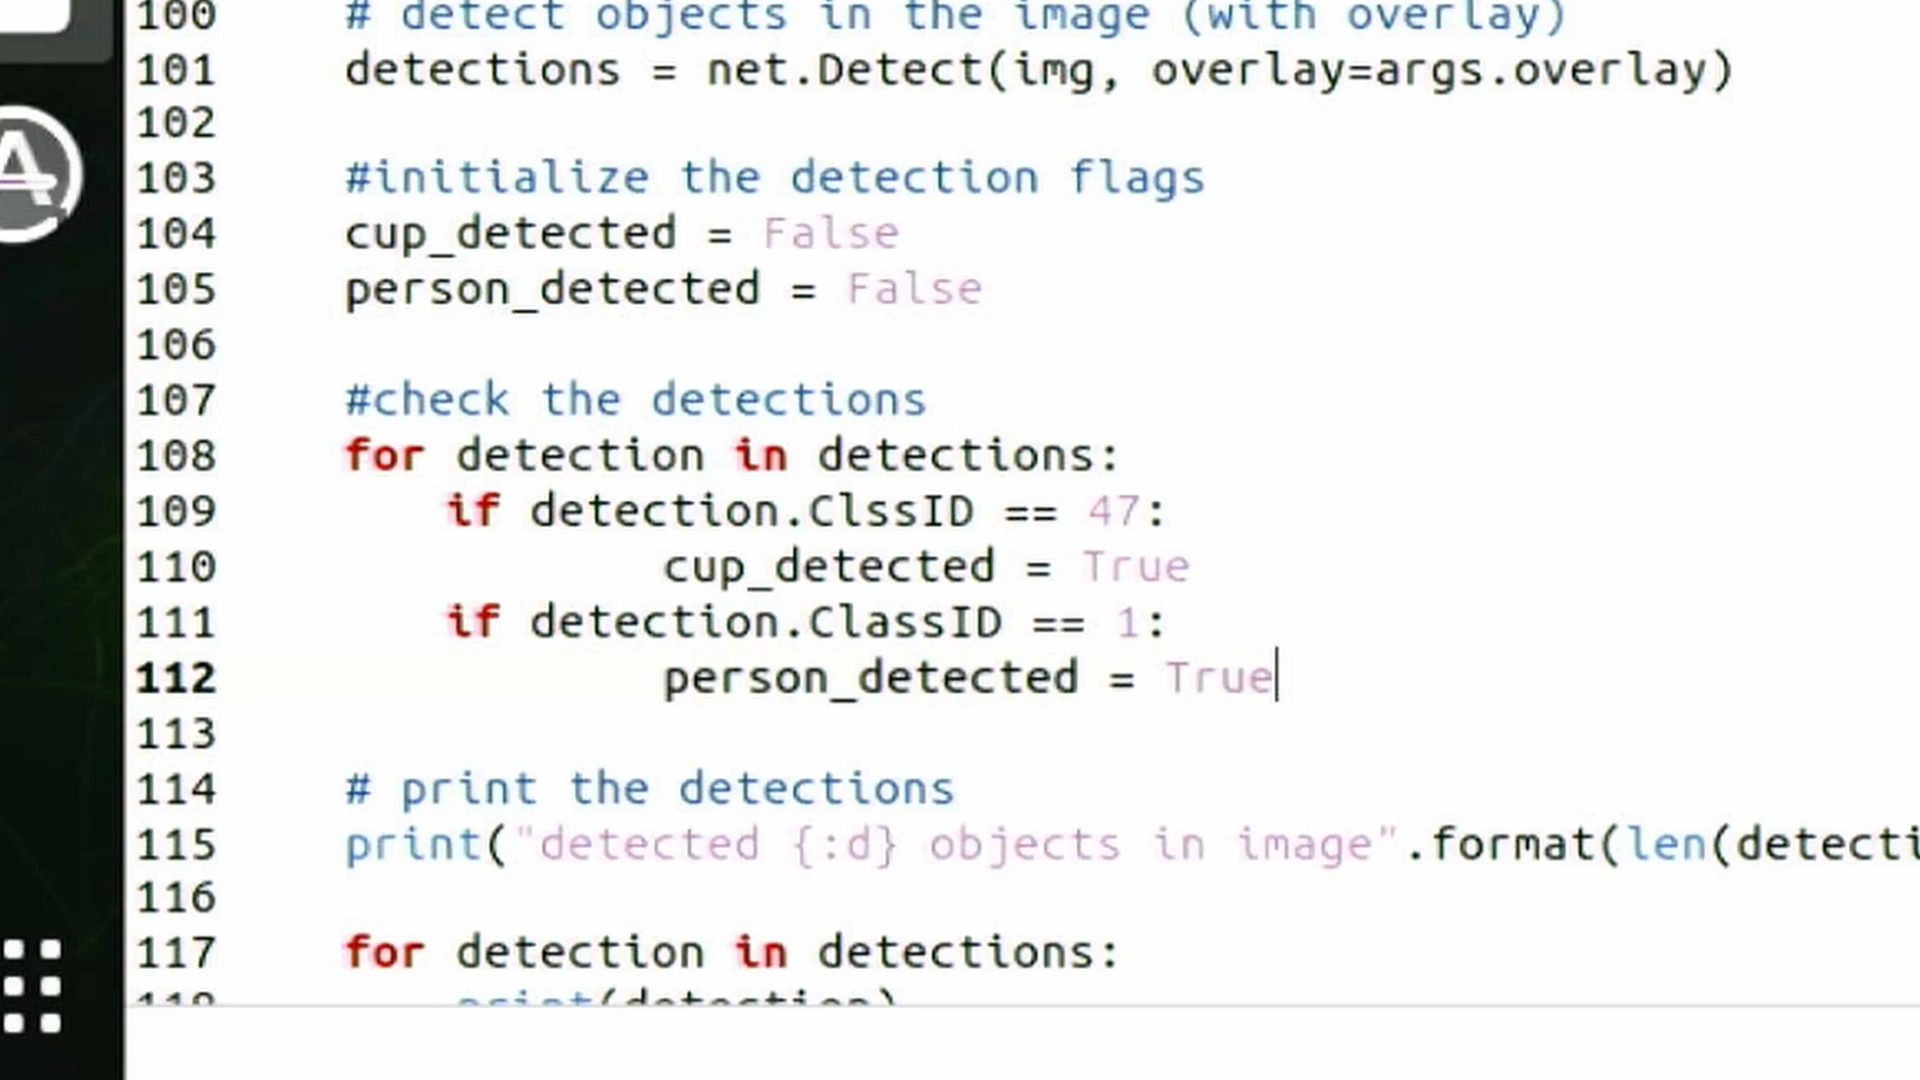 100 # detect objects in the image (with overlay)
101 detections = net.Detect(img, overlay=args.overlay)
102
103 #initialize the detection flags
104 cup_detected = False
105 person_detected = False
106
107 #check the detections
108 for detection in detections:
109 if detection.ClssID == 47:
110 cup_detected = True
111 if detection.ClassID == 1:
112 person_detected = True
113
114 # print the detections
115 print("detected {:d} objects in image".format(len(detecti
116
117 for detection in detections:
118 print(detection)